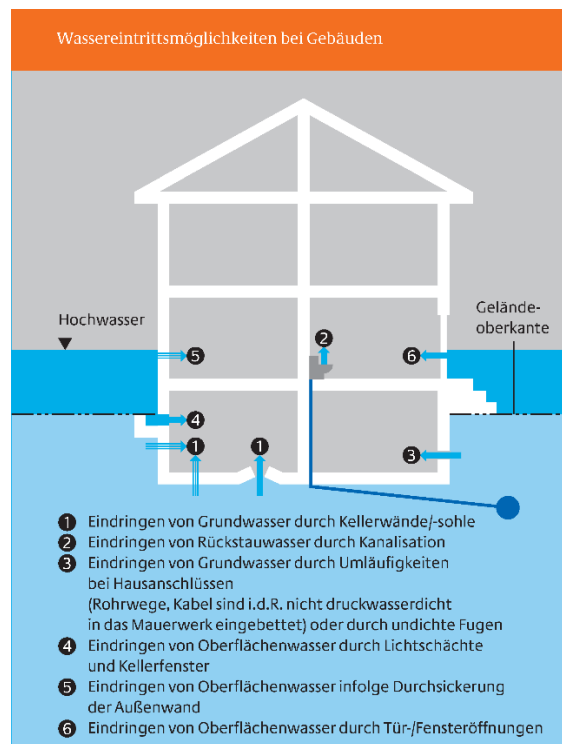 Wassereintrittsmöglichkeiten bei Gebäuden
Hochwasser
Gelände-
oberkante
2
5
6
4
1
1
3
1 Eindringen von Grundwasser durch Kellerwände/-sohle
2 Eindringen von Rückstauwasser durch Kanalisation
3 Eindringen von Grundwasser durch Umläufigkeiten
bei Hausanschlüssen
(Rohrwege, Kabel sind i.d.R. nicht druckwasserdicht
in das Mauerwerk eingebettet) oder durch undichte Fugen
4 Eindringen von Oberflächenwasser durch Lichtschächte
und Kellerfenster
5 Eindringen von Oberflächenwasser infolge Durchsickerung
der Außenwand
6 Eindringen von Oberflächenwasser durch Tür-/Fensteröffnungen